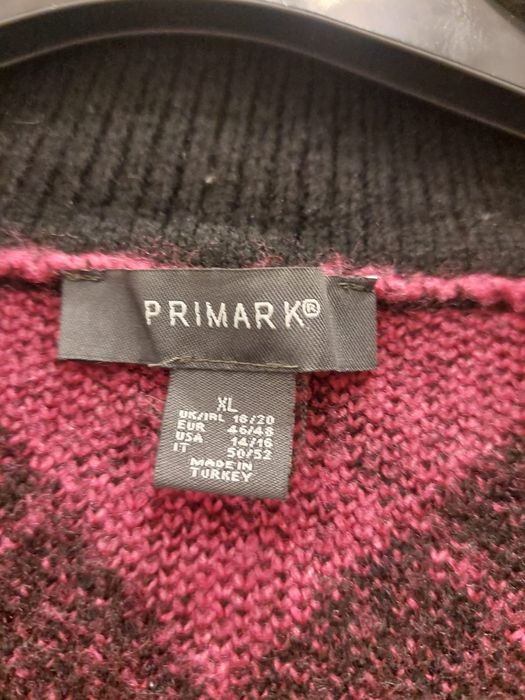 PRIMARK®
XL
UK/IRL 18/20
EUR 46/48
USA 14/16
IT 50/52
MADE IN
TURKEY